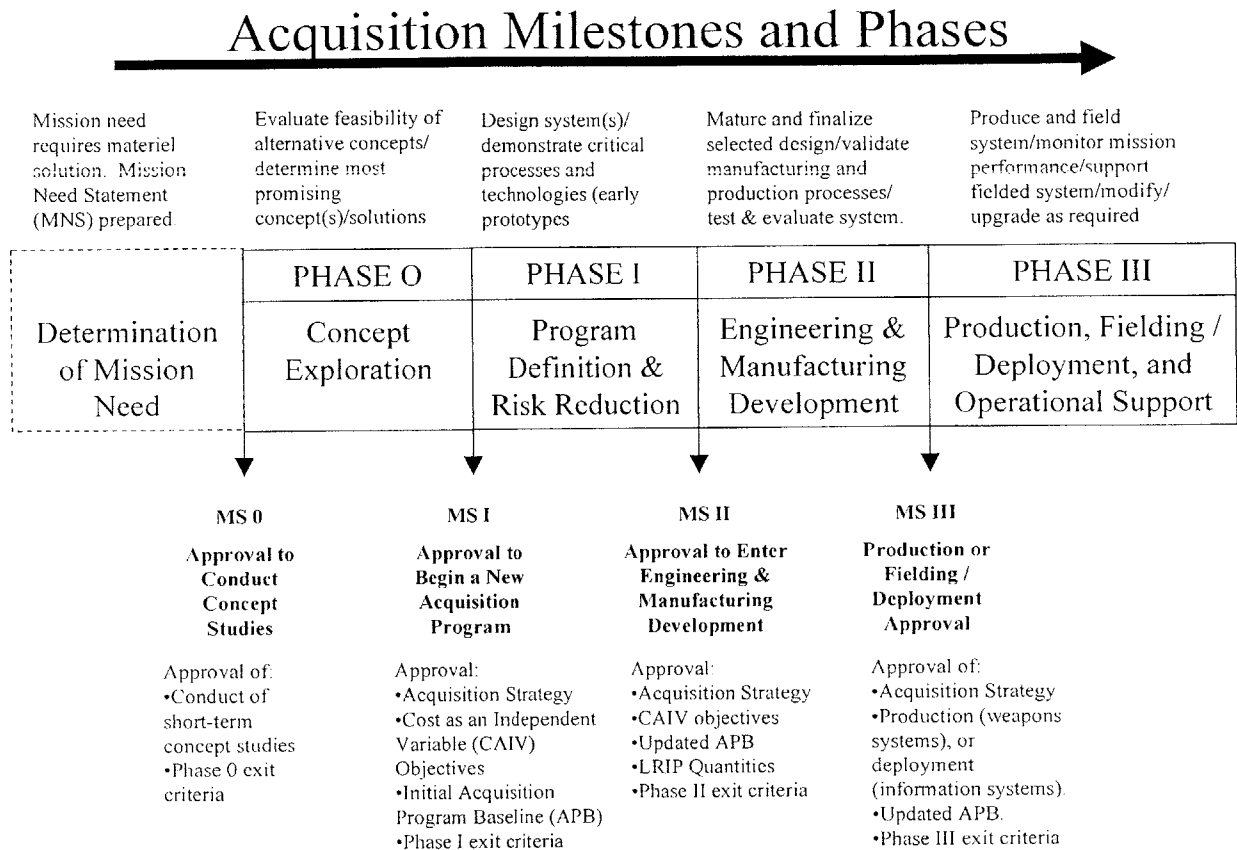 Acquisition Milestones and Phases
Mission need
requires materiel
solution. Mission
Need Statement
(MNS) prepared.
Evaluate feasibility of
alternative concepts/
determine most
promising
concept(s)/solutions
Design system(s)/
demonstrate critical
processes and
technologies (early
prototypes
Mature and finalize
selected design/validate
manufacturing and
production processes/
test & evaluate system.
Produce and field
system/monitor mission
performance/support
fielded system/modify/
upgrade as required
Determination
of Mission
Need
PHASE O
Concept
Exploration
PHASE I
Program
Definition &
Risk Reduction
PHASE II
Engineering &
Manufacturing
Development
PHASE III
Production, Fielding /
Deployment, and
Operational Support
MS 0
Approval to
Conduct
Concept
Studies
Approval of:
•Conduct of
short-term
concept studies
•Phase 0 exit
criteria
MS I
Approval to
Begin a New
Acquisition
Program
Approval:
•Acquisition Strategy
•Cost as an Independent
Variable (CAIV)
Objectives
•Initial Acquisition
Program Baseline (APB)
•Phase I exit criteria
MS II
Approval to Enter
Engineering &
Manufacturing
Development
Approval:
•Acquisition Strategy
•CAIV objectives
•Updated APB
•LRIP Quantities
•Phase II exit criteria
MS III
Production or
Fielding /
Deployment
Approval
Approval of:
•Acquisition Strategy
•Production (weapons
systems), or
deployment
(information systems).
•Updated APB.
•Phase III exit criteria